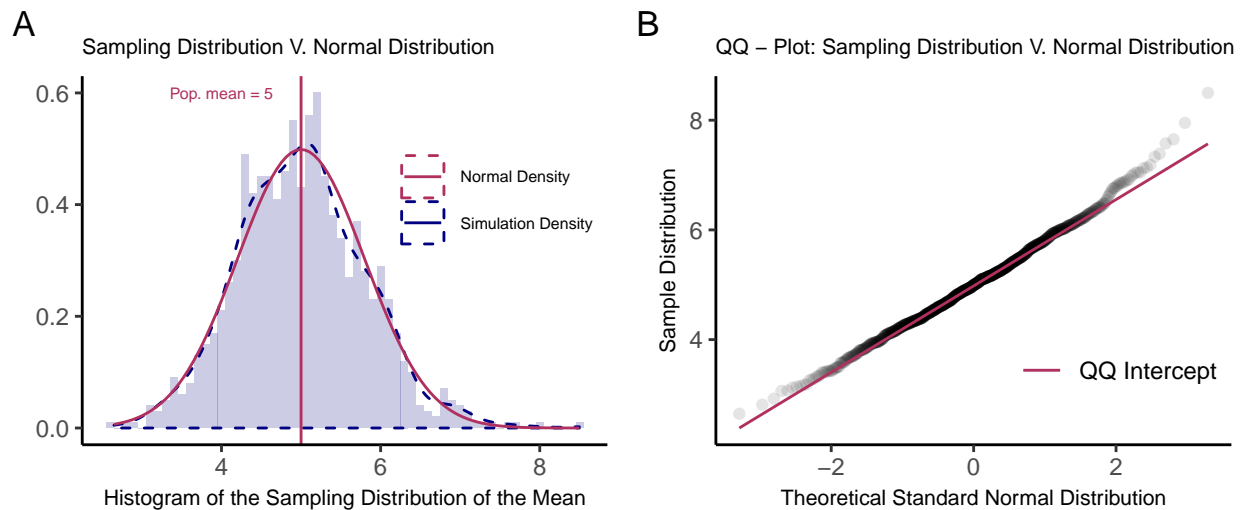 A
Sampling Distribution V. Normal Distribution
Pop. mean = 5
0.6
0.4
0.2
0.0
Normal Density
Simulation Density
4
6
8
Histogram of the Sampling Distribution of the Mean
B
QQ − Plot: Sampling Distribution V. Normal Distribution
Sample Distribution
8
6
4
QQ Intercept
−2
0
2
Theoretical Standard Normal Distribution